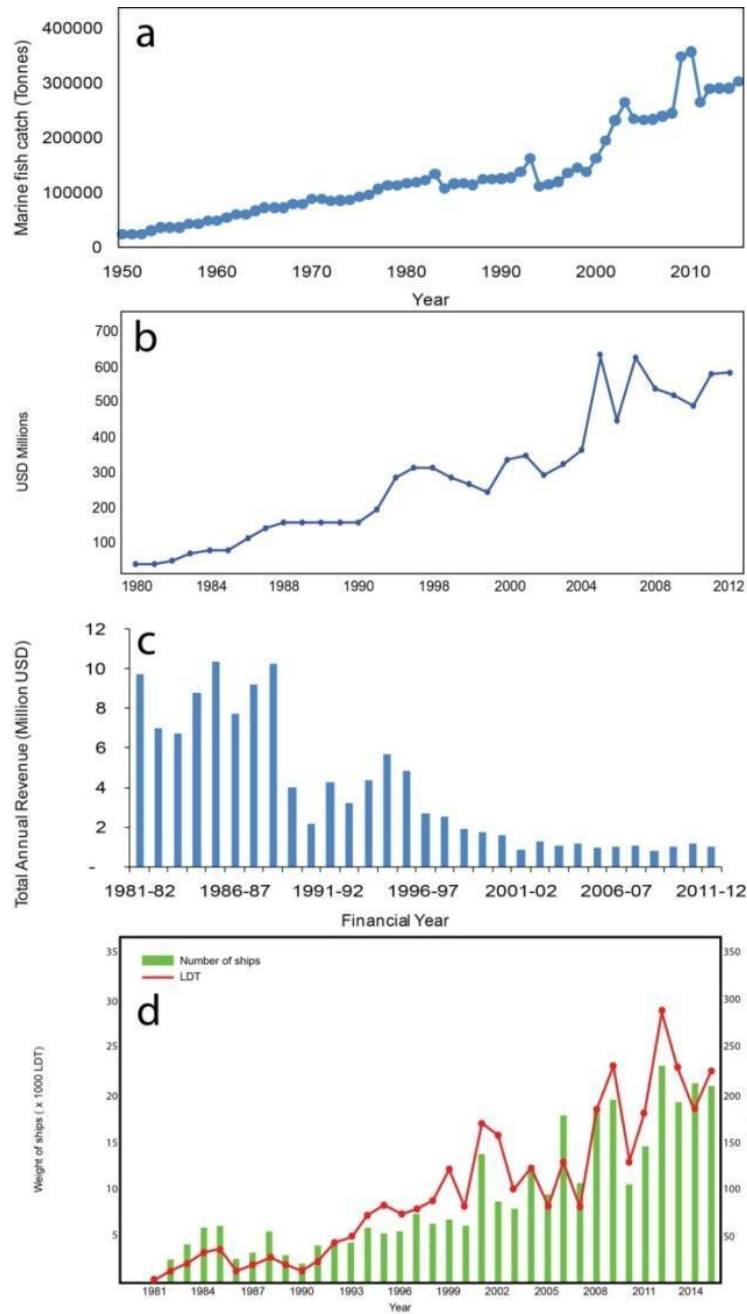 a
Marine fish catch (Tonnes)
400000
300000
200000
100000
0
1950 1960 1970 1980 1990 2000 2010
Year
b
USD Millions
700
600
500
400
300
200
100
1980 1984 1988 1990 1998 2000 2004 2008 2012
c
Total Annual Revenue (Million USD)
12
10
8
6
4
2
-
1981-82 1986-87 1991-92 1996-97 2001-02 2006-07 2011-12
Financial Year
d
Number of ships
LDT
Weight of ships ( x 1000 LDT)
35 350
30 300
25 250
20 200
15 150
10 100
5 50
1981 1984 1987 1990 1993 1996 1999 2002 2005 2008 2011 2014
Year